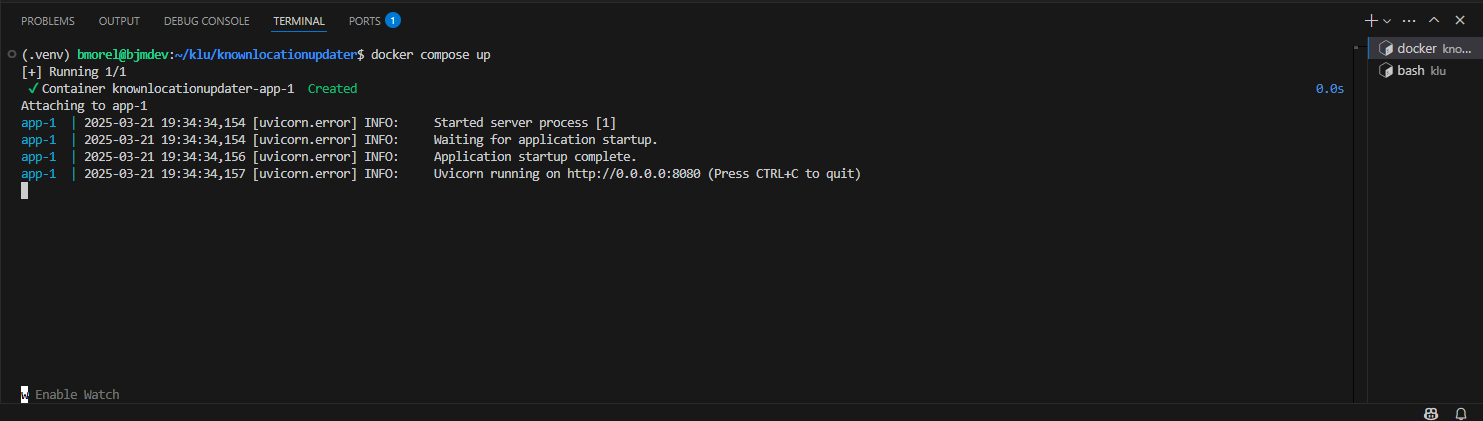 PROBLEMS OUTPUT DEBUG CONSOLE TERMINAL PORTS 1
(.venv) bmorel@bjmdev:~/klu/knownlocationupdater$ docker compose up
[+] Running 1/1
✓ Container knownlocationupdater-app-1 Created 0.0s
Attaching to app-1
app-1 | 2025-03-21 19:34:34,154 [uvicorn.error] INFO: Started server process [1]
app-1 | 2025-03-21 19:34:34,154 [uvicorn.error] INFO: Waiting for application startup.
app-1 | 2025-03-21 19:34:34,156 [uvicorn.error] INFO: Application startup complete.
app-1 | 2025-03-21 19:34:34,157 [uvicorn.error] INFO: Uvicorn running on http://0.0.0.0:8080 (Press CTRL+C to quit)
w Enable Watch
docker kno...
bash klu